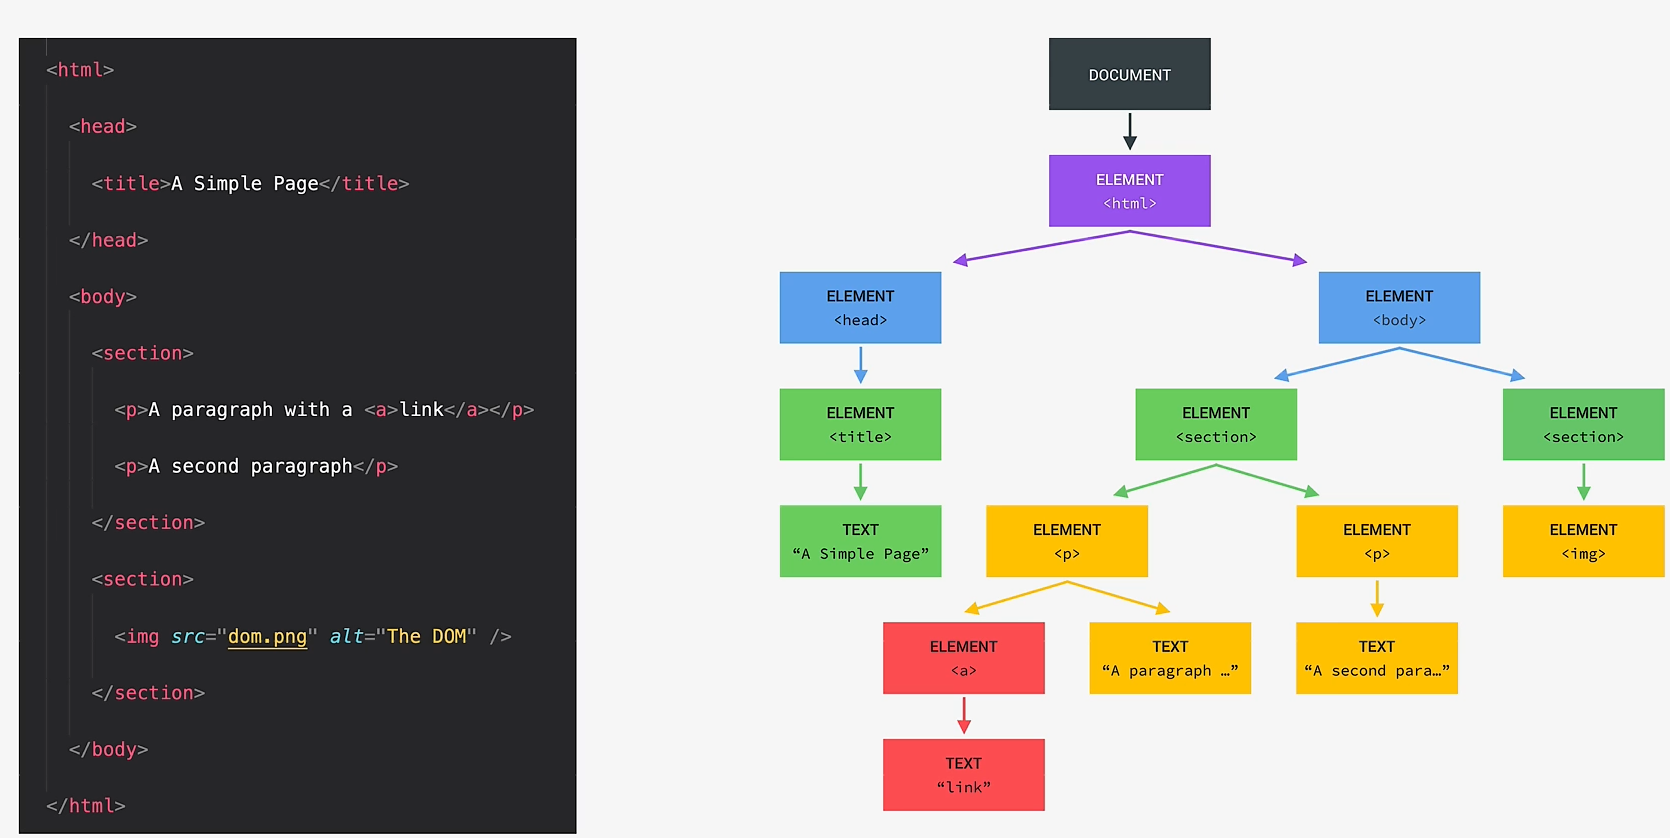 <html>
<head>
<title>A Simple Page</title>
</head>
<body>
<section>
<p>A paragraph with a <a>link</a></p>
<p>A second paragraph</p>
</section>
<section>
<img src="dom.png" alt="The DOM" />
</section>
</body>
</html>
DOCUMENT
ELEMENT
<html>
ELEMENT
<head>
ELEMENT
<body>
ELEMENT
<title>
ELEMENT
<section>
ELEMENT
<section>
TEXT
“A Simple Page”
ELEMENT
<p>
ELEMENT
<p>
ELEMENT
<img>
ELEMENT
<a>
TEXT
“A paragraph …”
TEXT
“A second para…”
TEXT
“link”